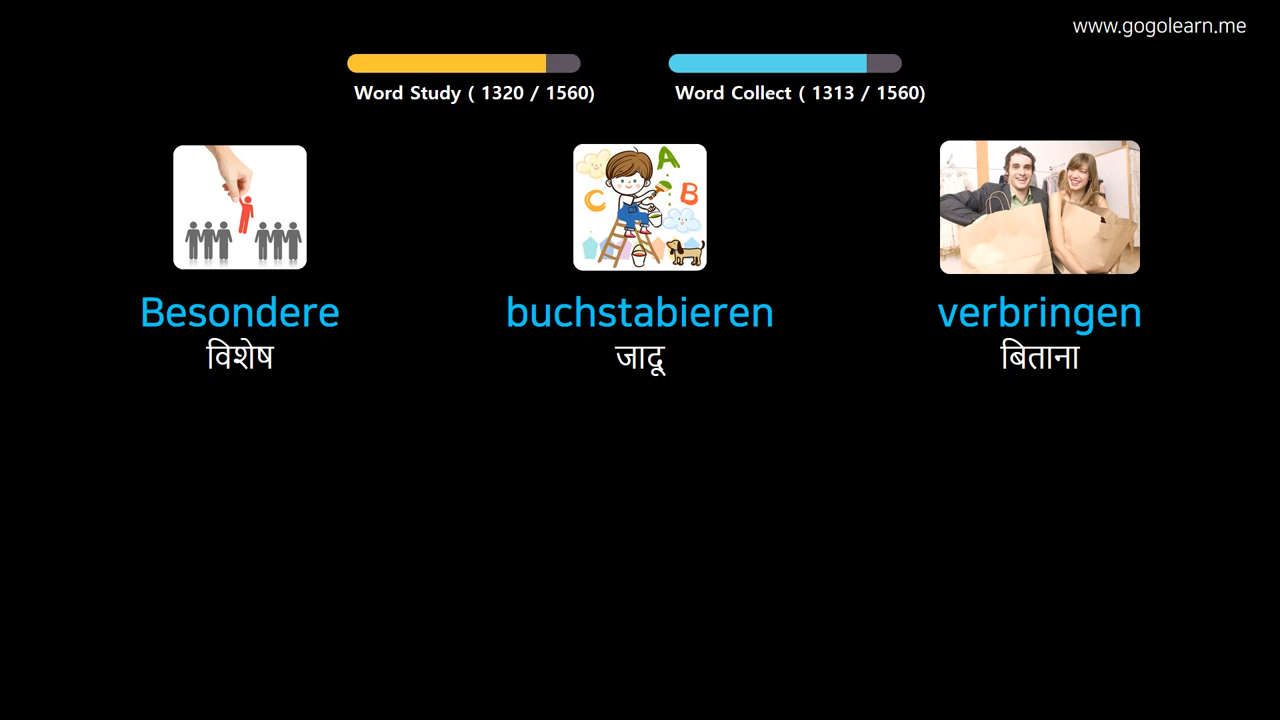 www.gogolearn.me
Word Study ( 1320 / 1560)
Word Collect ( 1313 / 1560)
A
B
C
Besondere
buchstabieren
verbringen
विशेष
जादू
बिताना